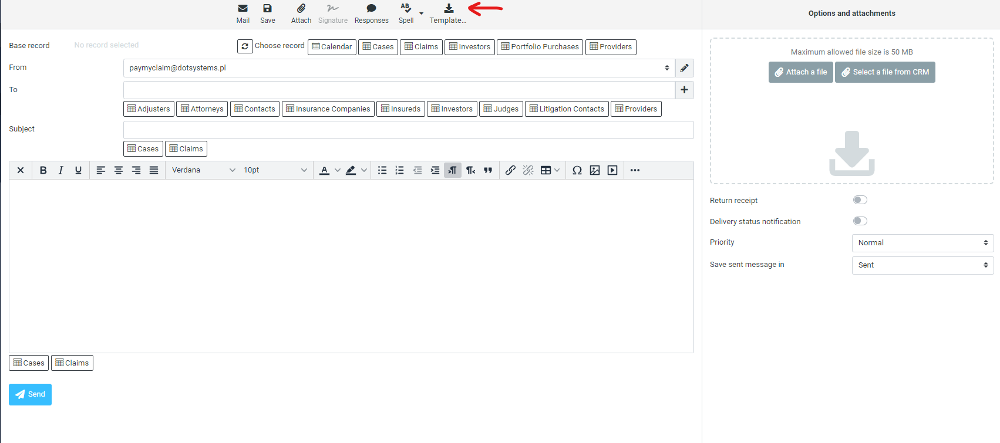 Mail Save Attach Signature Responses Spell Template...
Options and attachments
Base record No record selected Choose record Calendar Cases Claims Investors Portfolio Purchases Providers
From paymyclaim@dotsystems.pl
To
Adjusters Attorneys Contacts Insurance Companies Insureds Investors Judges Litigation Contacts Providers
Subject
Cases Claims
Verdana 10pt
Cases Claims
Send
Maximum allowed file size is 50 MB
Attach a file Select a file from CRM
Return receipt
Delivery status notification
Priority Normal
Save sent message in Sent